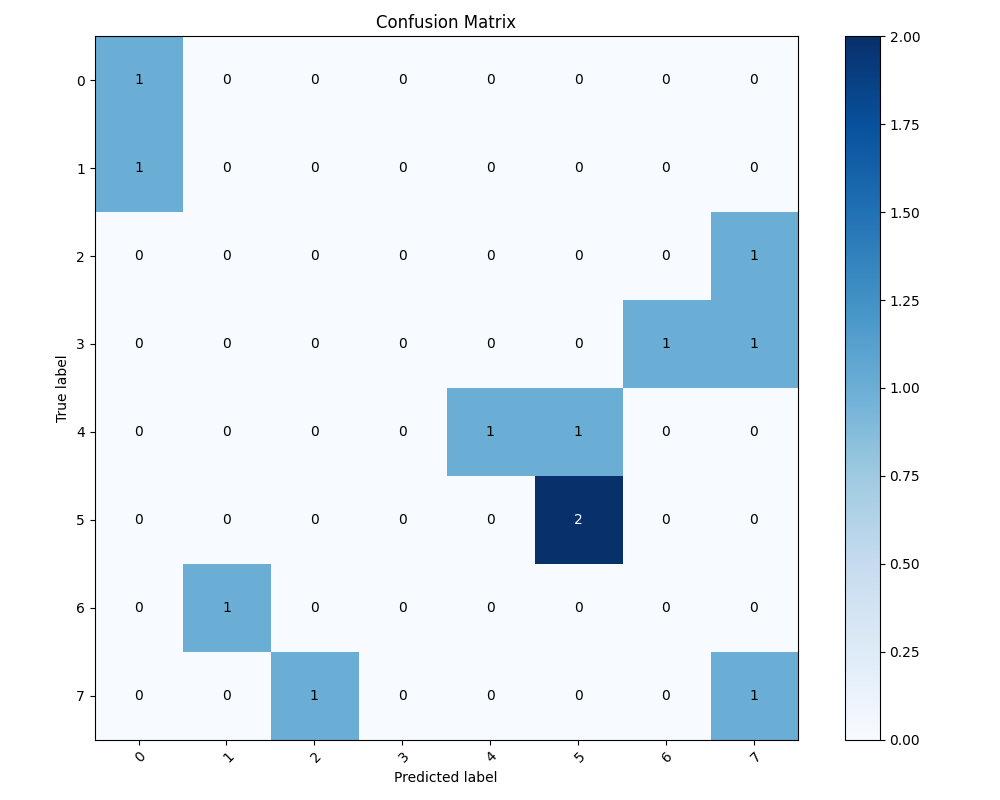 Confusion Matrix
True label
0 1 0 0 0 0 0 0 0
1 1 0 0 0 0 0 0 0
2 0 0 0 0 0 0 0 1
3 0 0 0 0 0 0 1 1
4 0 0 0 0 1 1 0 0
5 0 0 0 0 0 2 0 0
6 0 1 0 0 0 0 0 0
7 0 0 1 0 0 0 0 1
0 1 2 3 4 5 6 7
Predicted label
2.00
1.75
1.50
1.25
1.00
0.75
0.50
0.25
0.00